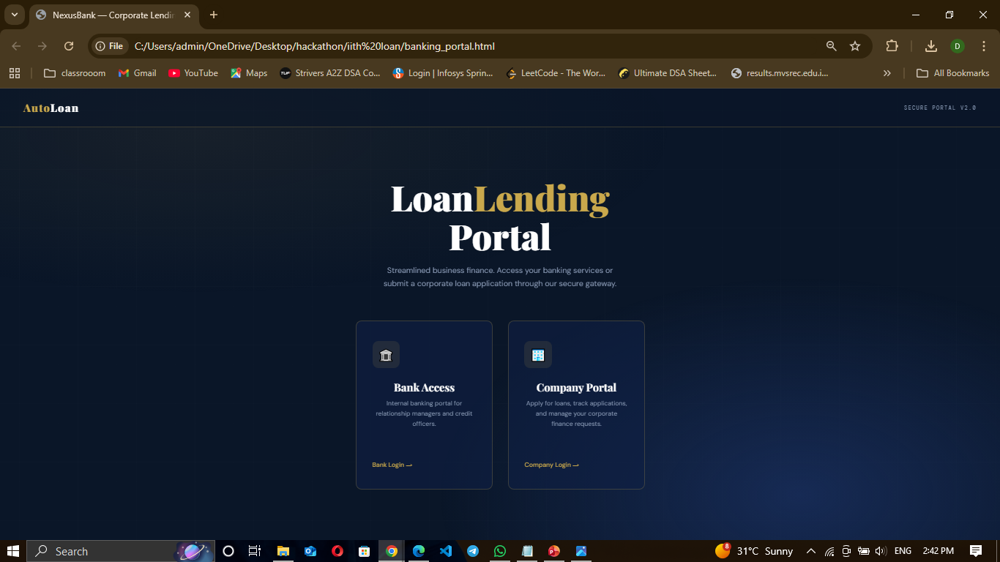 NexusBank — Corporate Lendin
File
C:/Users/admin/OneDrive/Desktop/hackathon/iith%20loan/banking_portal.html
D
classrooom
Gmail
YouTube
Maps
TUF
Strivers A2Z DSA Co...
Login | Infosys Sprin...
LeetCode - The Wor...
Ultimate DSA Sheet...
results.mvsrec.edu.i...
All Bookmarks
AutoLoan
SECURE PORTAL V2.0
LoanLending
Portal
Streamlined business finance. Access your banking services or
submit a corporate loan application through our secure gateway.
Bank Access
Internal banking portal for
relationship managers and credit
officers.
Bank Login →
Company Portal
Apply for loans, track applications,
and manage your corporate
finance requests.
Company Login →
Search
8
31°C Sunny
ENG
2:42 PM